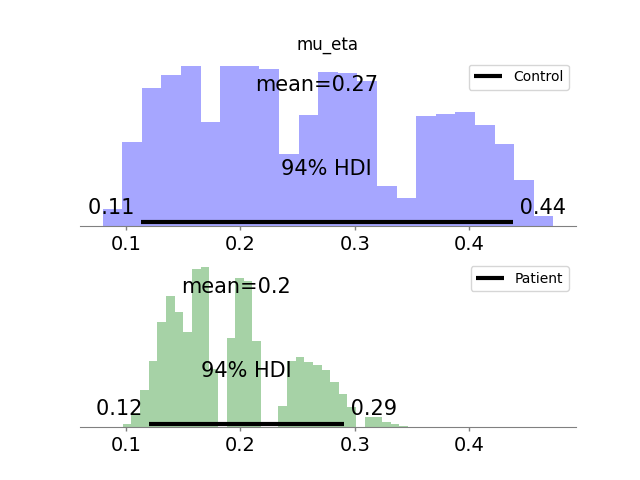 mu_eta
Control
mean=0.27
94% HDI
0.11 0.44
0.1 0.2 0.3 0.4
Patient
mean=0.2
94% HDI
0.12 0.29
0.1 0.2 0.3 0.4